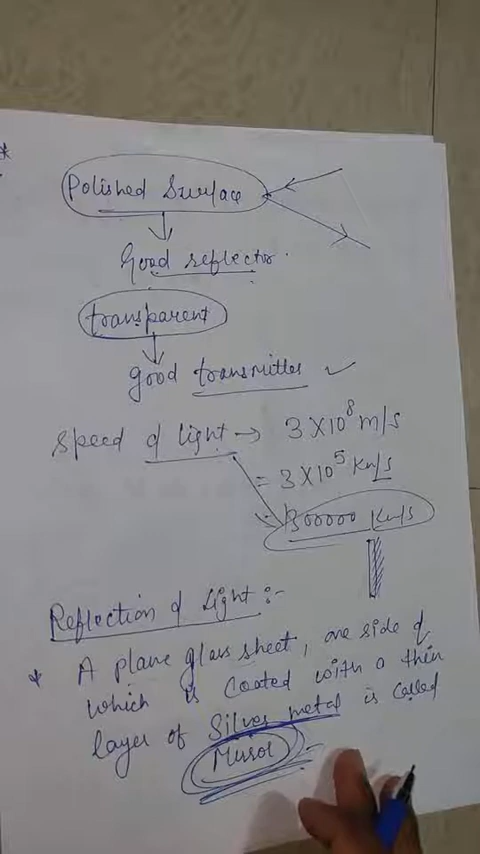 Polished Surface
Good reflector.
transparent
good transmitter
Speed of light → 3 X 10⁸ m/s
= 3 X 10⁵ Km/s
300000 Km/s
Reflection of Light :-
* A plane glass sheet, one side of
which is coated with a thin
layer of Silver metal is called
Mirror